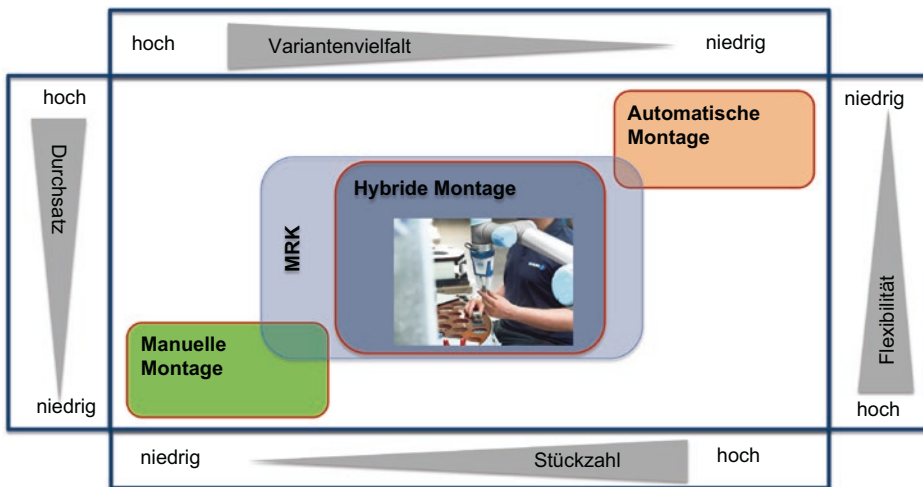 hoch
Variantenvielfalt
niedrig
hoch
Durchsatz
niedrig
niedrig
Flexibilität
hoch
Automatische
Montage
Hybride Montage
MRK
Manuelle
Montage
niedrig
Stückzahl
hoch